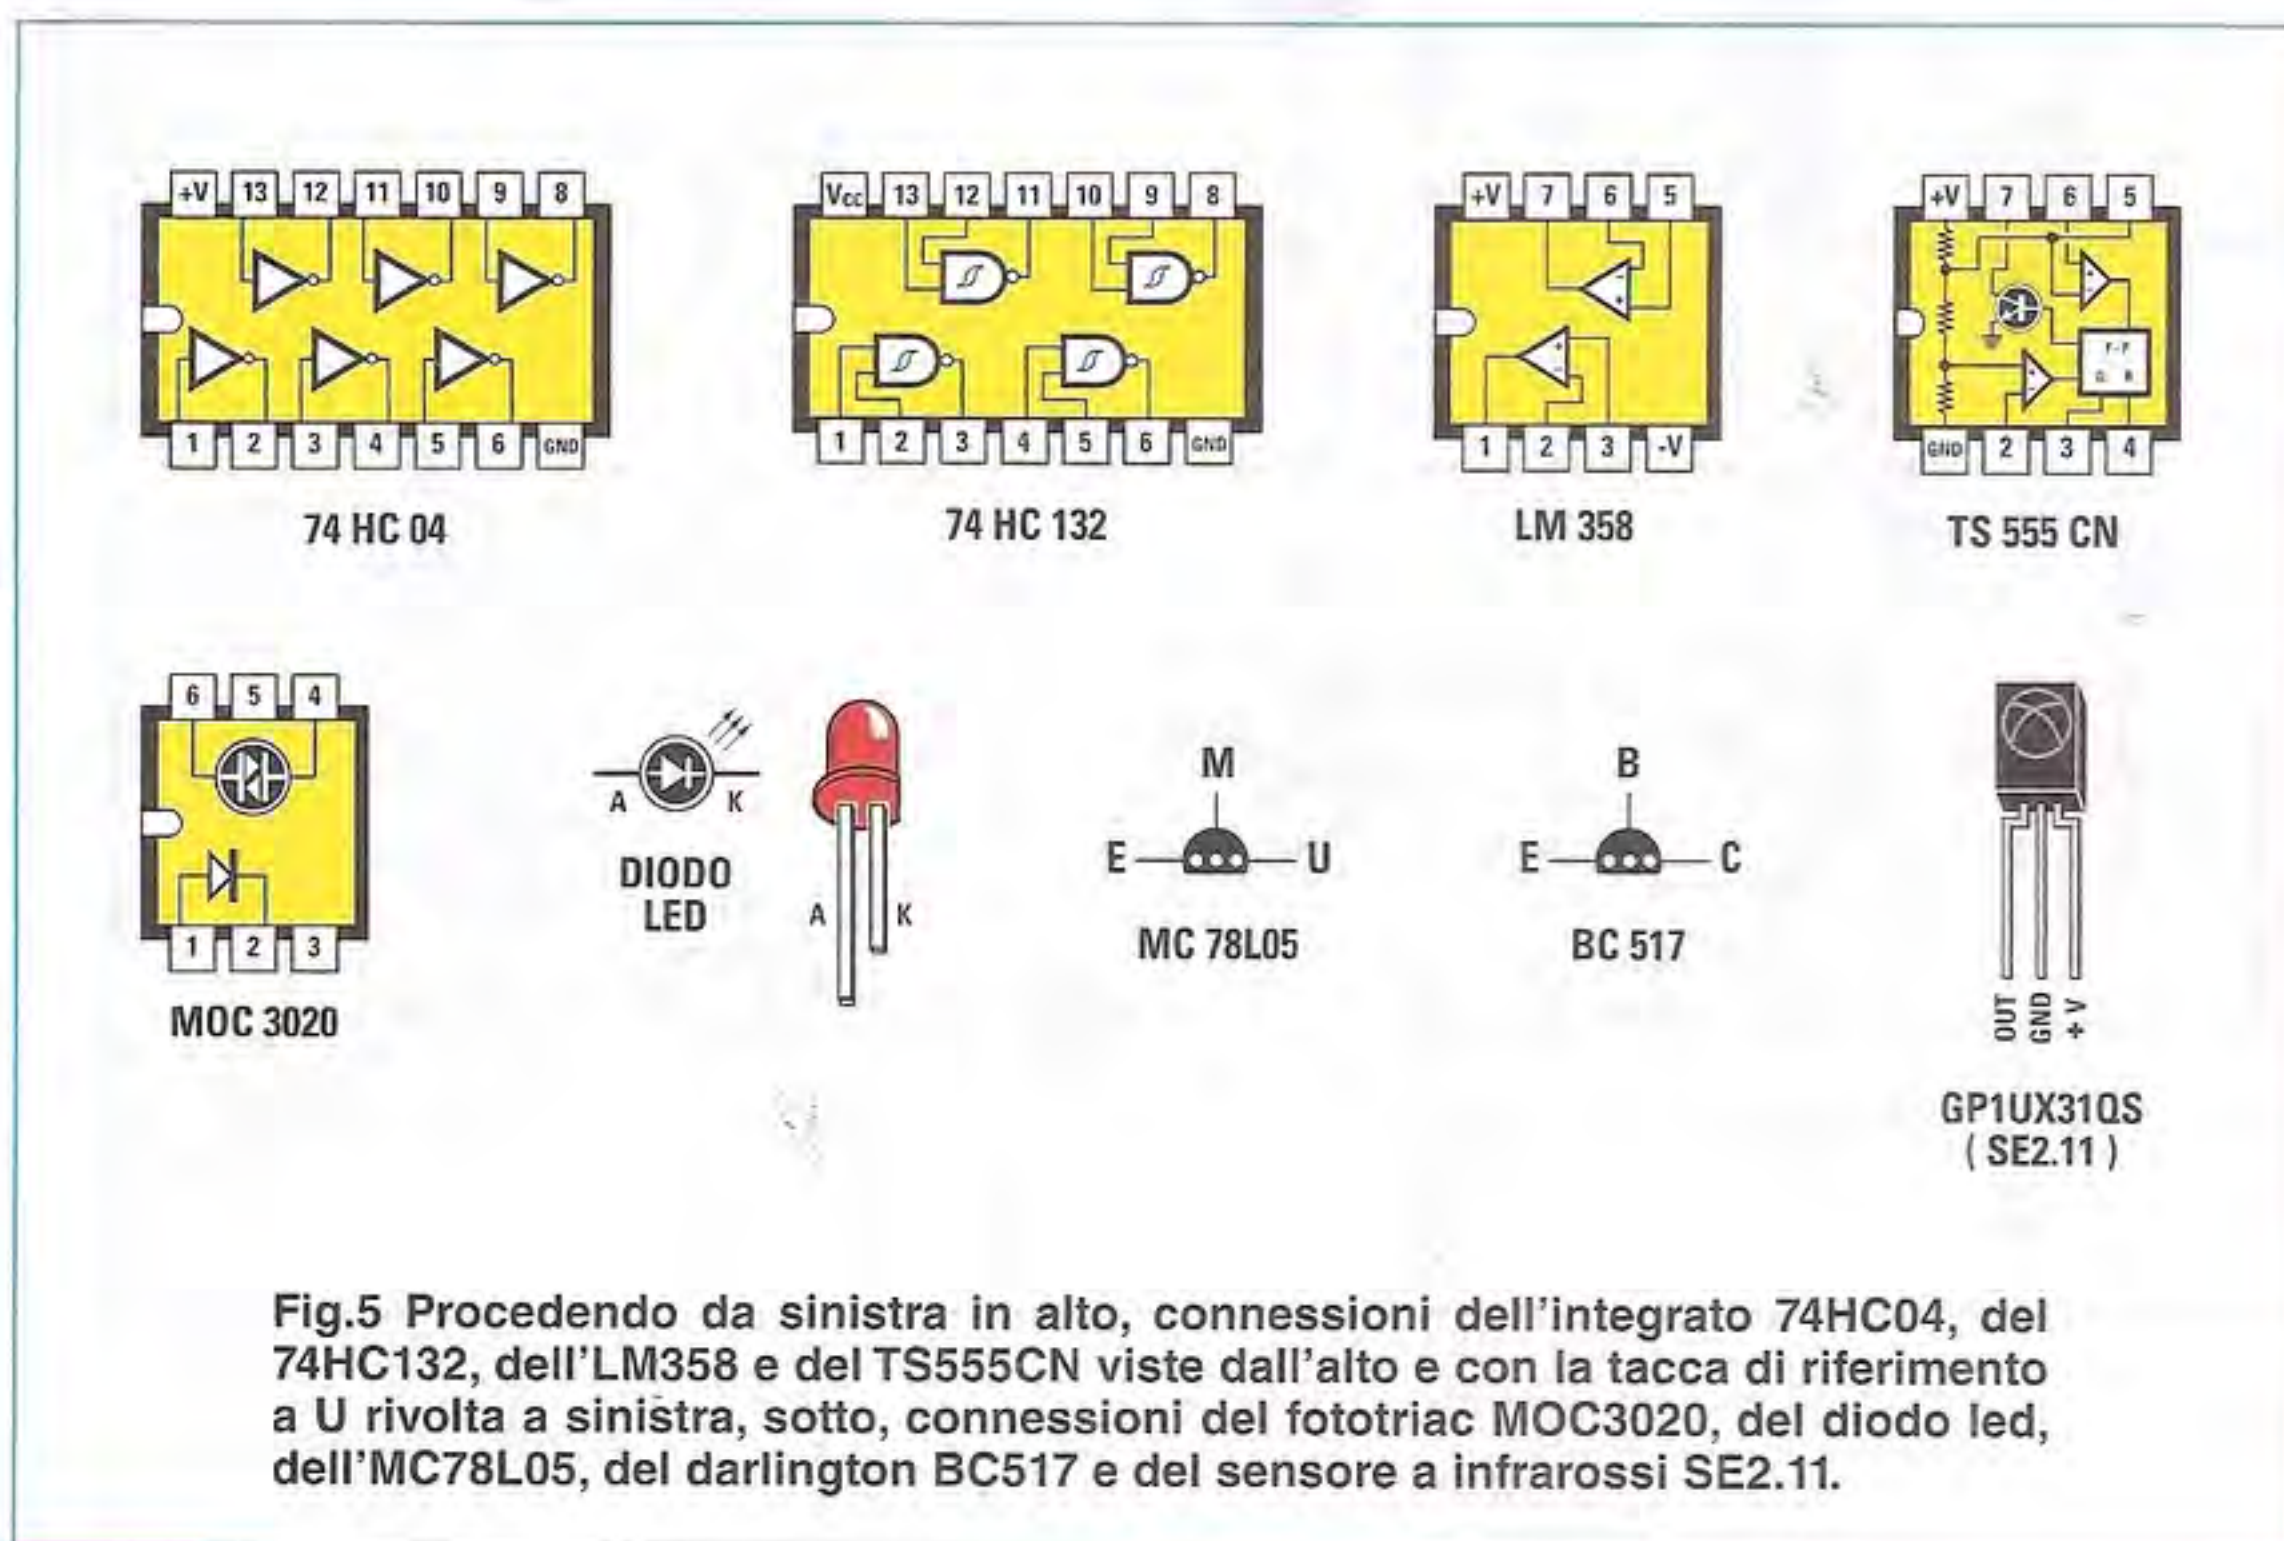 +V 13 12 11 10 9 8
1 2 3 4 5 6 GND
74 HC 04
Vcc 13 12 11 10 9 8
1 2 3 4 5 6 GND
74 HC 132
+V 7 6 5
- +
+ -
1 2 3 -V
LM 358
+V 7 6 5
F-F
R
GND 2 3 4
TS 555 CN
6 5 4
1 2 3
MOC 3020
A K
DIODO
LED
A K
M
E U
MC 78L05
B
E C
BC 517
OUT
GND
+ V
GP1UX31QS
( SE2.11 )
Fig.5 Procedendo da sinistra in alto, connessioni dell'integrato 74HC04, del
74HC132, dell'LM358 e del TS555CN viste dall'alto e con la tacca di riferimento
a U rivolta a sinistra, sotto, connessioni del fototriac MOC3020, del diodo led,
dell'MC78L05, del darlington BC517 e del sensore a infrarossi SE2.11.